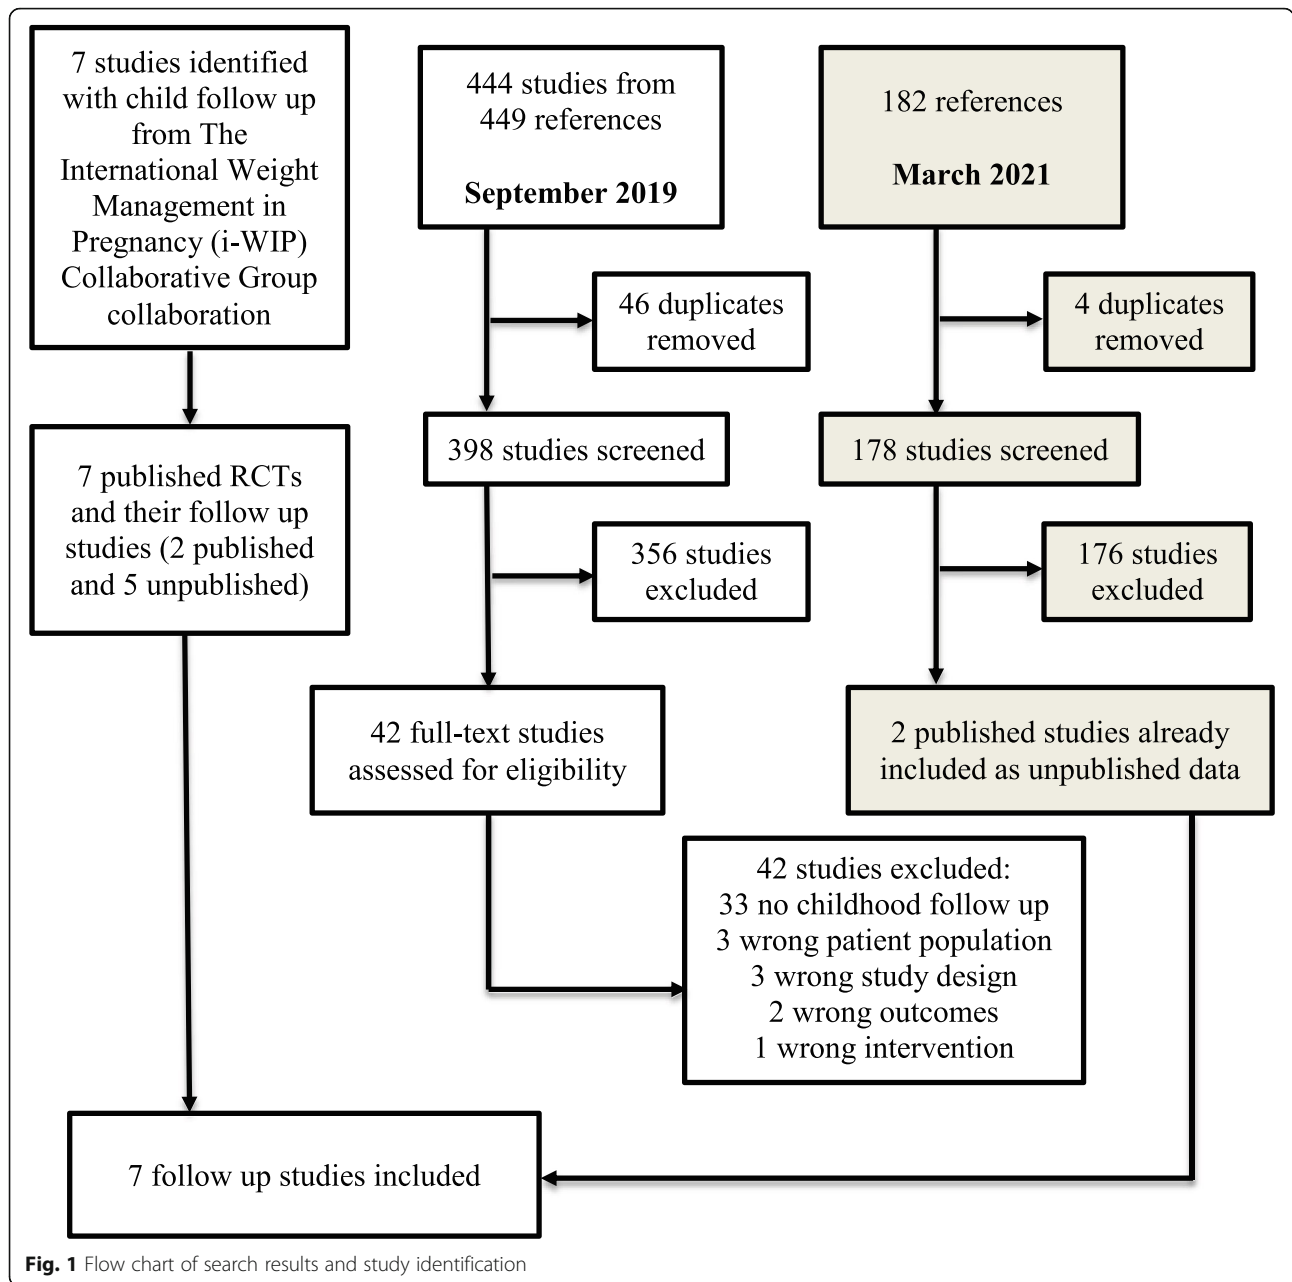 7 studies identified
with child follow up
from The
International Weight
Management in
Pregnancy (i-WIP)
Collaborative Group
collaboration
7 published RCTs
and their follow up
studies (2 published
and 5 unpublished)
444 studies from
449 references
September 2019
46 duplicates
removed
398 studies screened
356 studies
excluded
42 full-text studies
assessed for eligibility
42 studies excluded:
33 no childhood follow up
3 wrong patient population
3 wrong study design
2 wrong outcomes
1 wrong intervention
182 references
March 2021
4 duplicates
removed
178 studies screened
176 studies
excluded
2 published studies already
included as unpublished data
7 follow up studies included
Fig. 1 Flow chart of search results and study identification